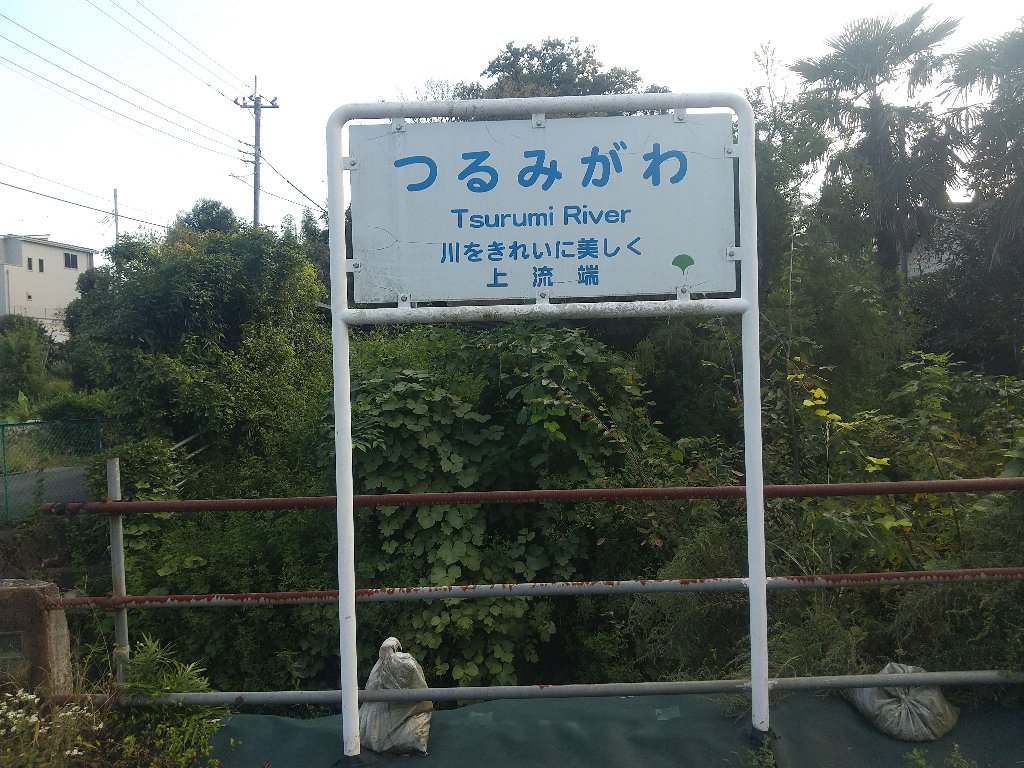 つるみがわ
Tsurumi River
川をきれいに美しく
上流端